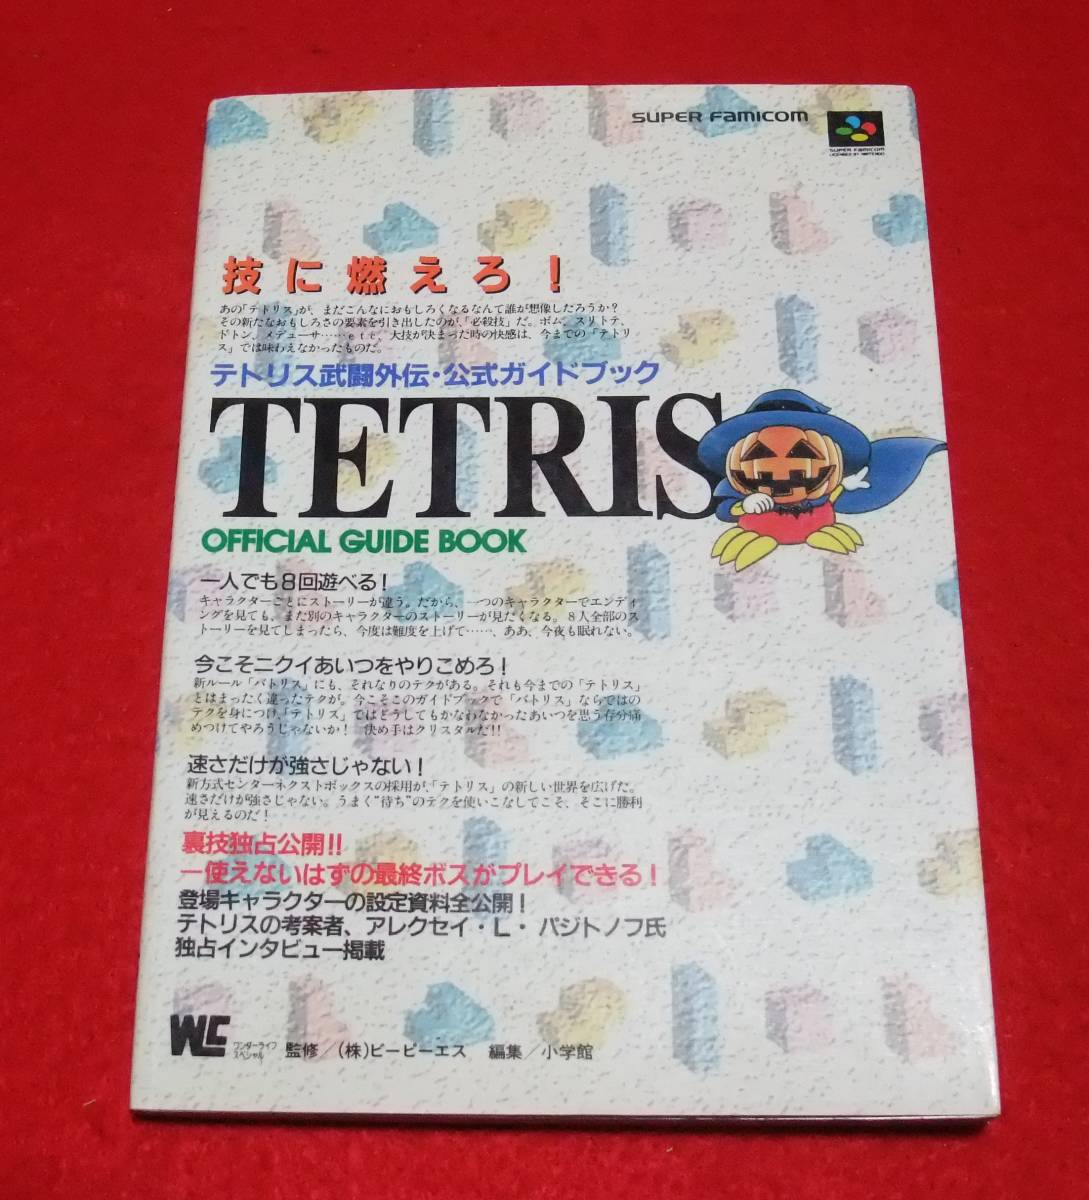 SUPER FAMICOM
SUPER FAMICOM
LICENSED BY NINTENDO
技に燃えろ!
あの「テトリス」が、まだこんなにおもしろくなるなんて誰が想像したろうか?
その新たなおもしろさの要素を引き出したのが、「必殺技」だ。ボム、スリトテ、
ドトン、メデューサ……etc、大技が決まった時の快感は、今までの「テトリ
ス」では味わえなかったものだ。
テトリス武闘外伝・公式ガイドブック
TETRIS
OFFICIAL GUIDE BOOK
一人でも8回遊べる!
キャラクターごとにストーリーが違う。だから、一つのキャラクターでエンディ
ングを見ても、また別のキャラクターのストーリーが見たくなる。8人全部のス
トーリーを見てしまったら、今度は難度を上げて……、ああ、今夜も眠れない。
今こそニクイあいつをやりこめろ!
新ルール「バトリス」にも、それなりのテクがある。それも今までの「テトリス」
とはまったく違ったテクが。今こそこのガイドブックで「バトリス」ならではの
テクを身につけ、「テトリス」ではどうしてもかなわなかったあいつを思う存分痛
めつけてやろうじゃないか! 決め手はクリスタルだ!!
速さだけが強さじゃない!
新方式センターネクストボックスの採用が、「テトリス」の新しい世界を広げた。
速さだけが強さじゃない。うまく“待ち”のテクを使いこなしてこそ、そこに勝利
が見えるのだ!
裏技独占公開!!
―使えないはずの最終ボスがプレイできる!
登場キャラクターの設定資料全公開!
テトリスの考案者、アレクセイ・L・パジトノフ氏
独占インタビュー掲載
WLC
ワンダーライフ
スペシャル
監修/(株)ビーピーエス 編集/小学館